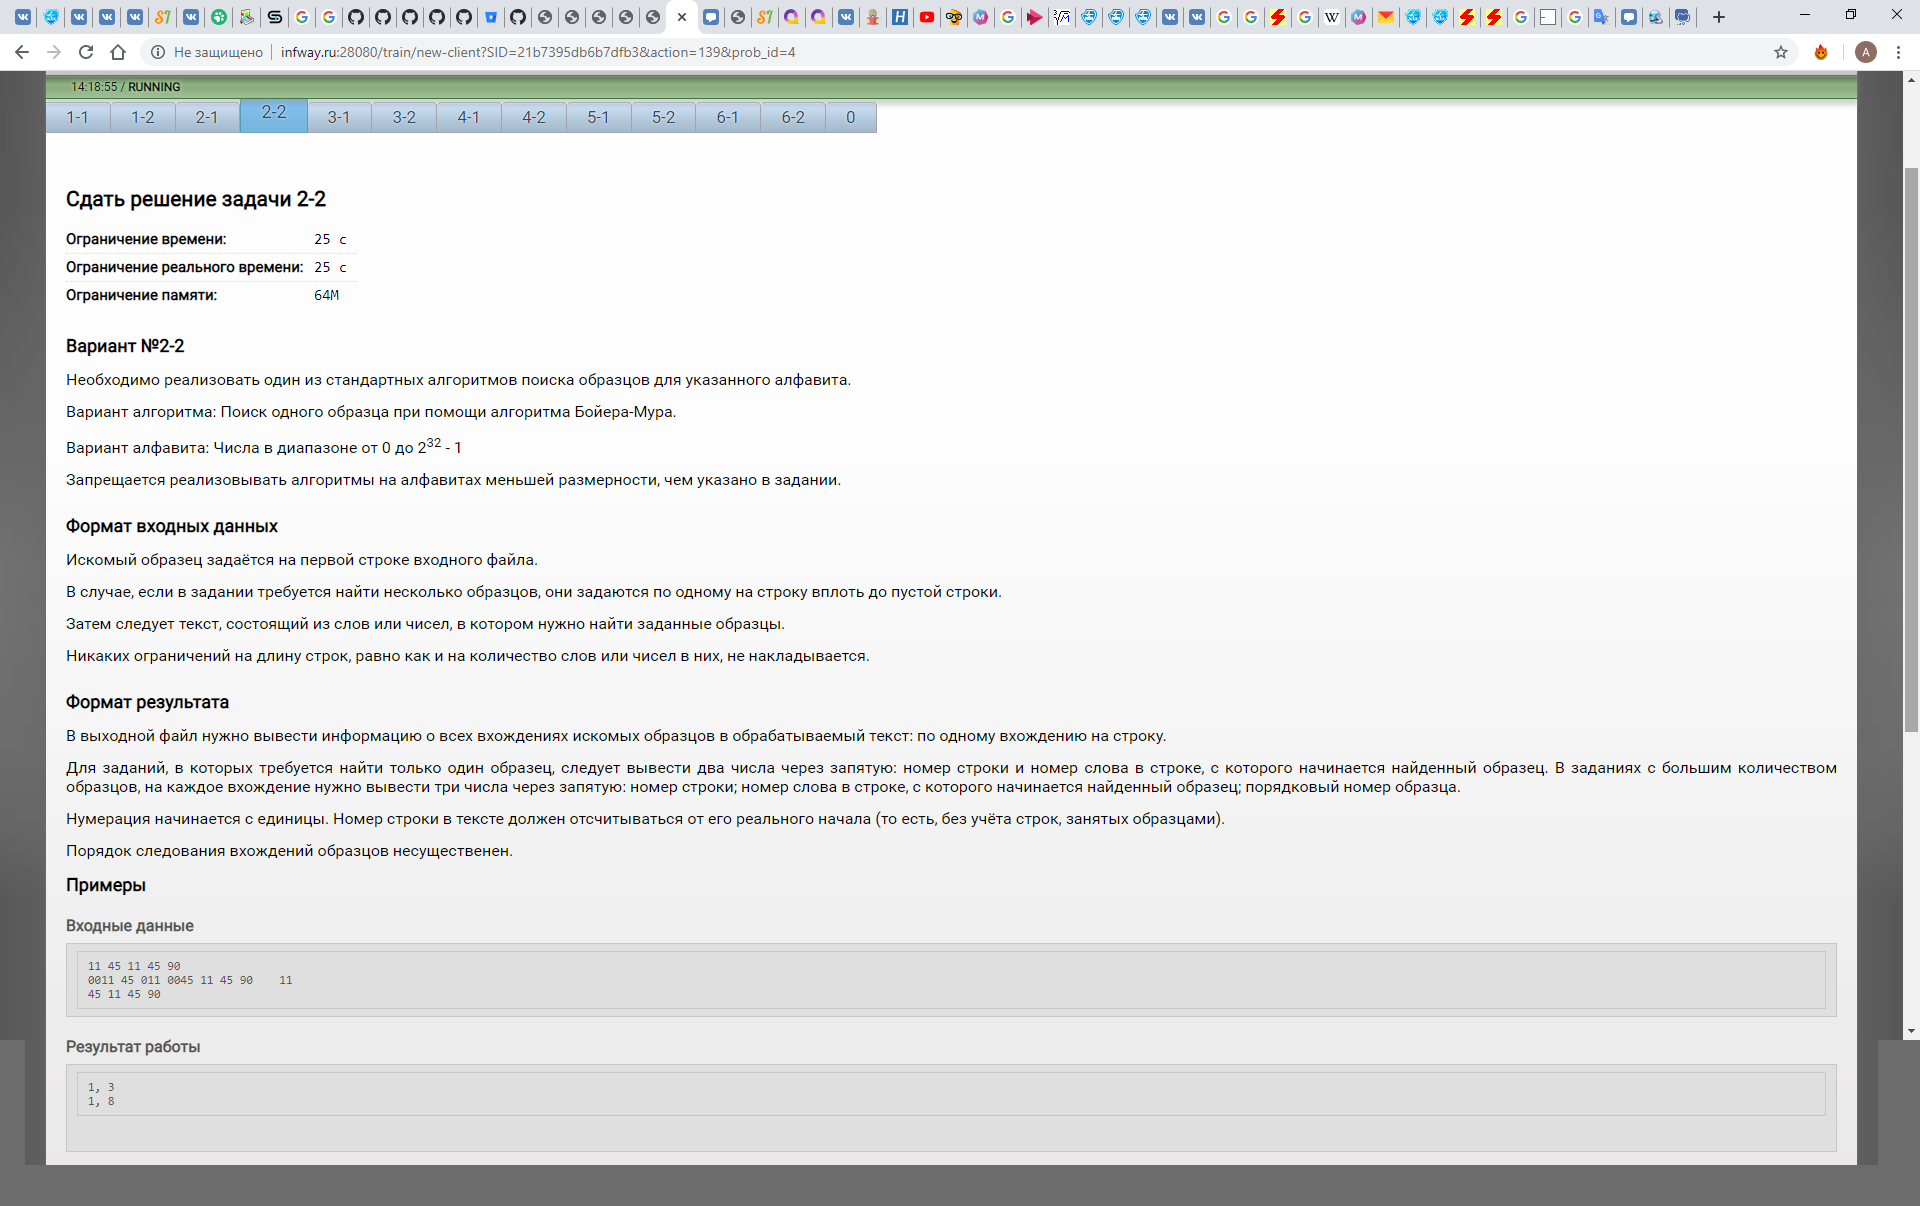 Не защищено | infway.ru:28080/train/new-client?SID=21b7395db6b7dfb3&action=139&prob_id=4
A
14:18:55 / RUNNING
1-1 1-2 2-1 2-2 3-1 3-2 4-1 4-2 5-1 5-2 6-1 6-2 0
Сдать решение задачи 2-2
Ограничение времени: 25 с
Ограничение реального времени: 25 с
Ограничение памяти: 64M
Вариант №2-2
Необходимо реализовать один из стандартных алгоритмов поиска образцов для указанного алфавита.
Вариант алгоритма: Поиск одного образца при помощи алгоритма Бойера-Мура.
Вариант алфавита: Числа в диапазоне от 0 до 2^32 - 1
Запрещается реализовывать алгоритмы на алфавитах меньшей размерности, чем указано в задании.
Формат входных данных
Искомый образец задаётся на первой строке входного файла.
В случае, если в задании требуется найти несколько образцов, они задаются по одному на строку вплоть до пустой строки.
Затем следует текст, состоящий из слов или чисел, в котором нужно найти заданные образцы.
Никаких ограничений на длину строк, равно как и на количество слов или чисел в них, не накладывается.
Формат результата
В выходной файл нужно вывести информацию о всех вхождениях искомых образцов в обрабатываемый текст: по одному вхождению на строку.
Для заданий, в которых требуется найти только один образец, следует вывести два числа через запятую: номер строки и номер слова в строке, с которого начинается найденный образец. В заданиях с большим количеством
образцов, на каждое вхождение нужно вывести три числа через запятую: номер строки; номер слова в строке, с которого начинается найденный образец; порядковый номер образца.
Нумерация начинается с единицы. Номер строки в тексте должен отсчитываться от его реального начала (то есть, без учёта строк, занятых образцами).
Порядок следования вхождений образцов несущественен.
Примеры
Входные данные
11 45 11 45 90
0011 45 011 0045 11 45 90    11
45 11 45 90
Результат работы
1, 3
1, 8